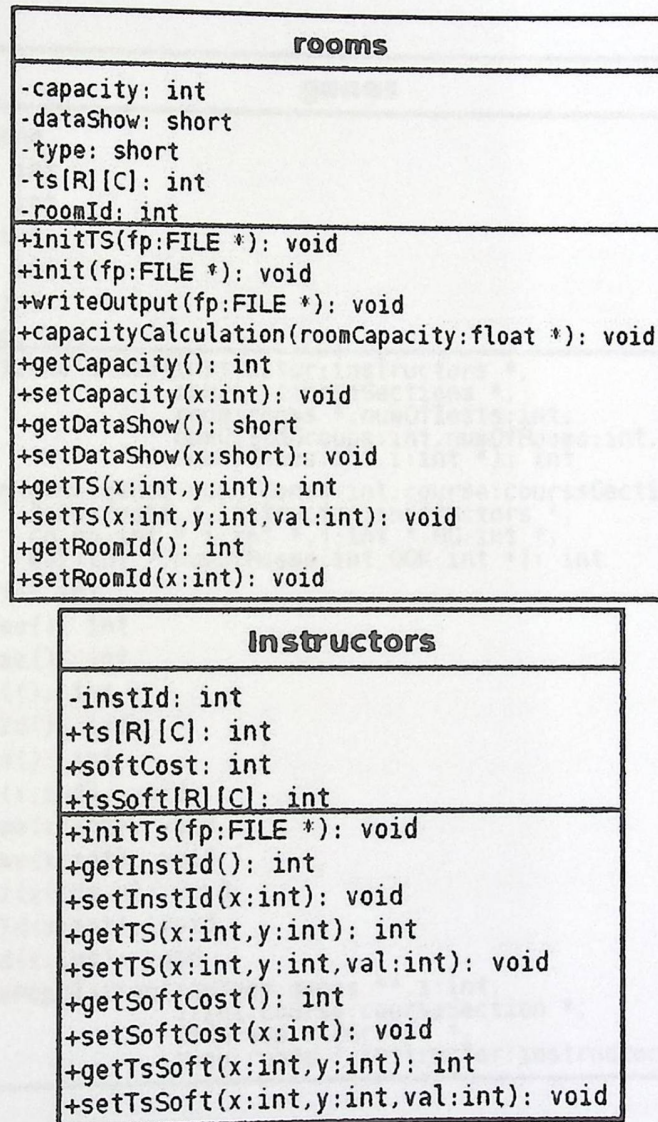 rooms
-capacity: int
-dataShow: short
-type: short
-ts[R][C]: int
-roomId: int
+initTS(fp:FILE *): void
+init(fp:FILE *): void
+writeOutput(fp:FILE *): void
+capacityCalculation(roomCapacity:float *): void
+getCapacity(): int
+setCapacity(x:int): void
+getDataShow(): short
+setDataShow(x:short): void
+getTS(x:int,y:int): int
+setTS(x:int,y:int,val:int): void
+getRoomId(): int
+setRoomId(x:int): void
Instructors
-instId: int
+ts[R][C]: int
+softCost: int
+tsSoft[R][C]: int
+initTs(fp:FILE *): void
+getInstId(): int
+setInstId(x:int): void
+getTS(x:int,y:int): int
+setTS(x:int,y:int,val:int): void
+getSoftCost(): int
+setSoftCost(x:int): void
+getTsSoft(x:int,y:int): int
+setTsSoft(x:int,y:int,val:int): void